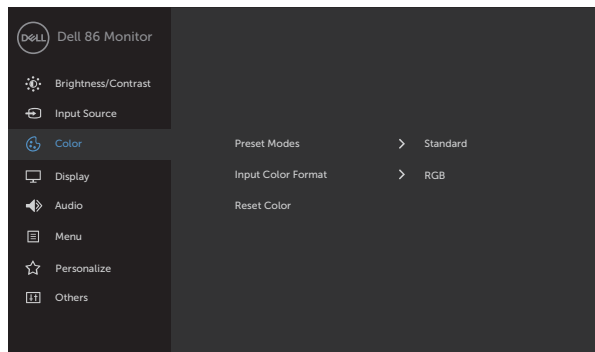 DELL Dell 86 Monitor
Brightness/Contrast
Input Source
Color
Preset Modes Standard
Display
Input Color Format RGB
Audio
Reset Color
Menu
Personalize
Others